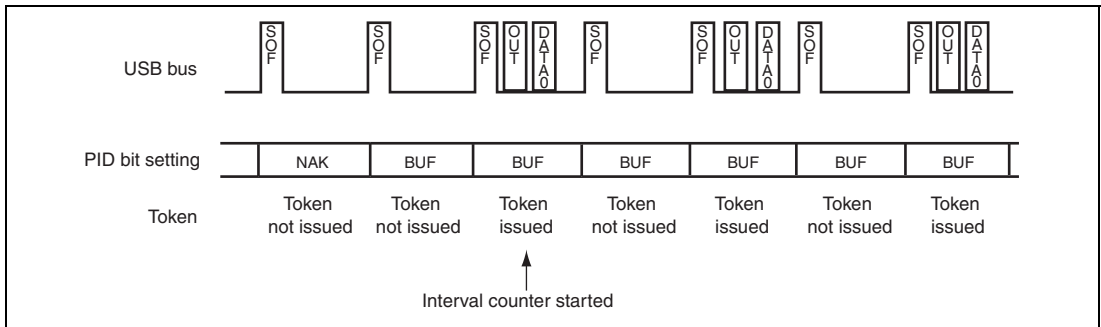 USB bus
SOF SOF SOF OUT DATA0 SOF SOF OUT DATA0 SOF SOF OUT DATA0
PID bit setting
NAK BUF BUF BUF BUF BUF BUF
Token
Token not issued
Token not issued
Token issued
Token not issued
Token issued
Token not issued
Token issued
Interval counter started